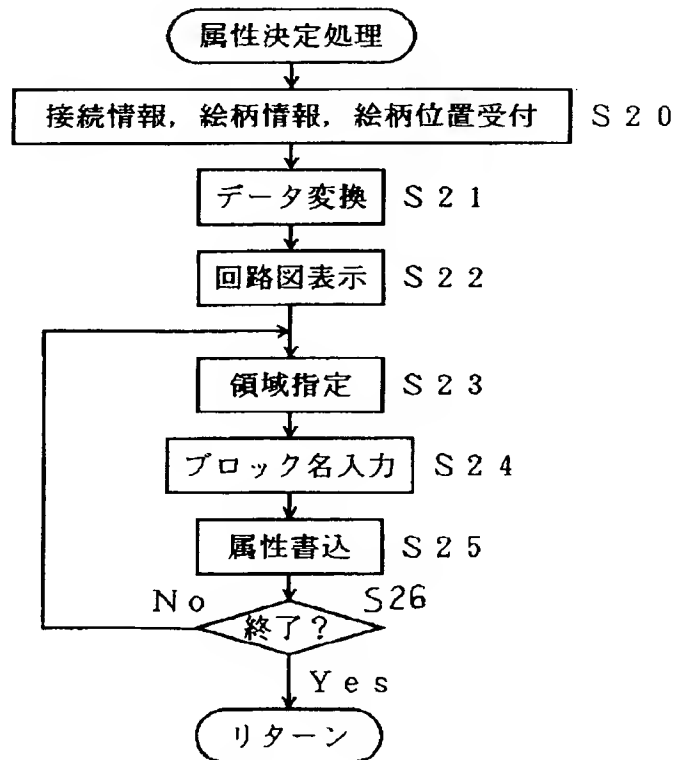 属性決定処理
接続情報，絵柄情報，絵柄位置受付 S20
データ変換 S21
回路図表示 S22
領域指定 S23
ブロック名入力 S24
属性書込 S25
No S26
終了？
Yes
リターン